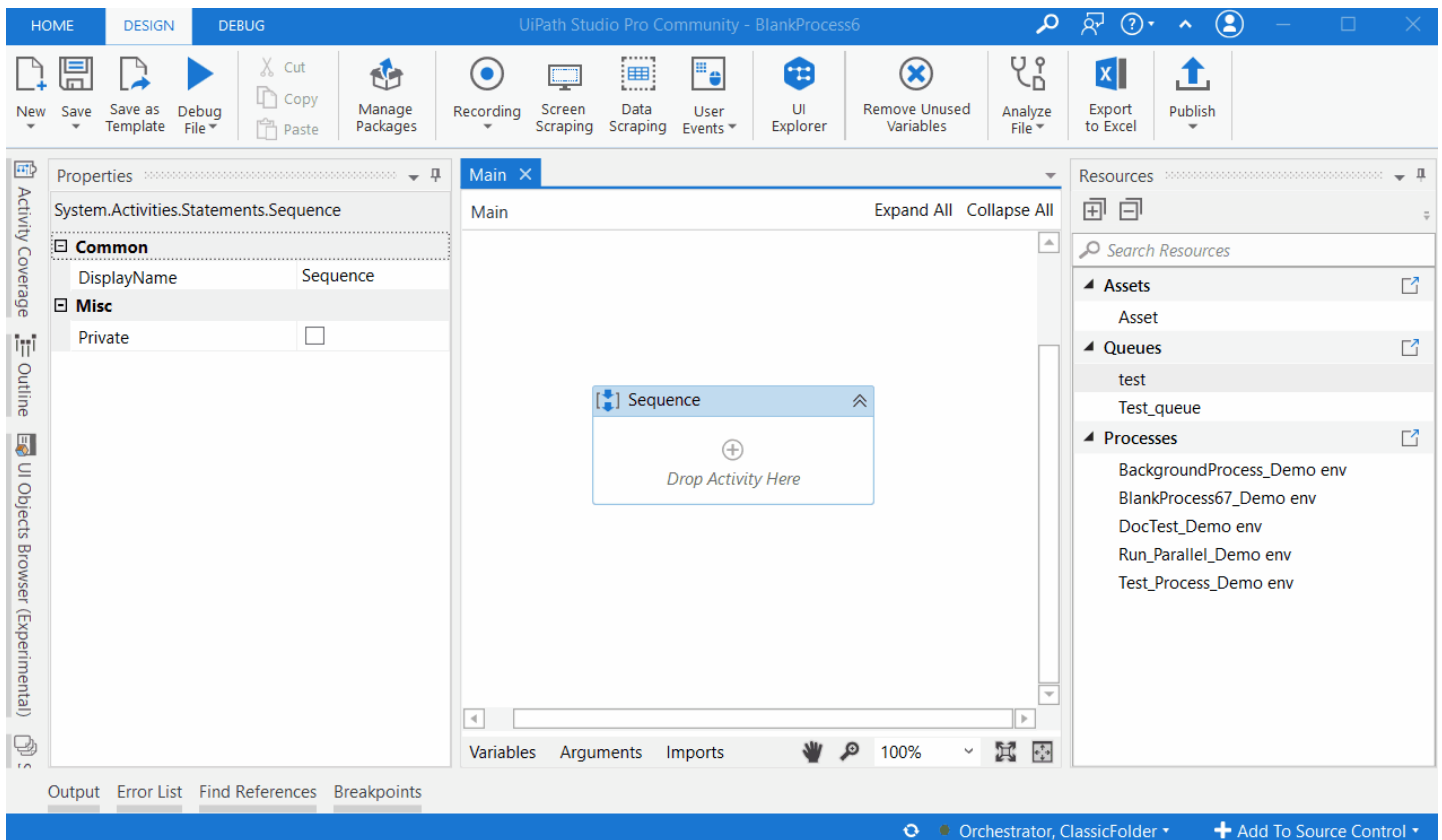 HOME DESIGN DEBUG UiPath Studio Pro Community - BlankProcess6
New Save Save as Template Debug File Cut Copy Paste Manage Packages Recording Screen Scraping Data Scraping User Events UI Explorer Remove Unused Variables Analyze File Export to Excel Publish
Activity Coverage
Outline
UI Objects Browser (Experimental)
Properties
System.Activities.Statements.Sequence
Common
DisplayName Sequence
Misc
Private
Main
Main Expand All Collapse All
Sequence
Drop Activity Here
Variables Arguments Imports 100%
Resources
Search Resources
Assets
Asset
Queues
test
Test_queue
Processes
BackgroundProcess_Demo env
BlankProcess67_Demo env
DocTest_Demo env
Run_Parallel_Demo env
Test_Process_Demo env
Output Error List Find References Breakpoints
Orchestrator, ClassicFolder Add To Source Control